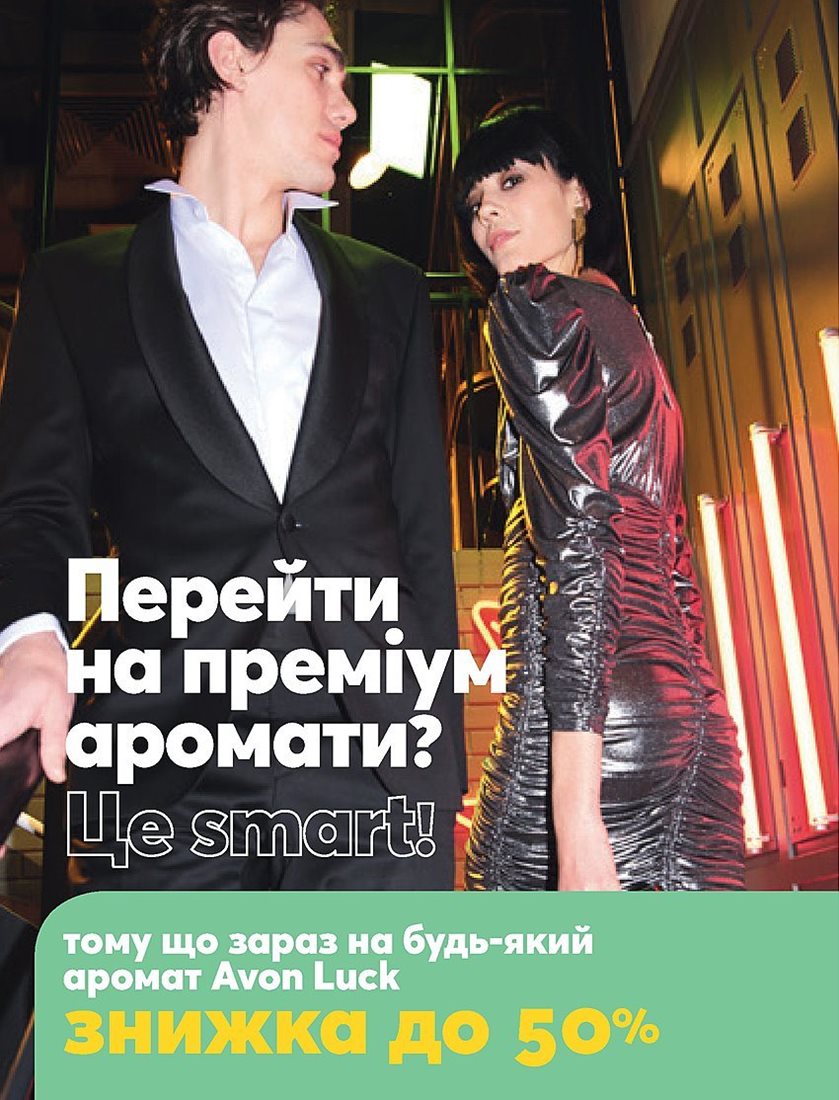 Перейти
на преміум
аромати?
Це smart!
тому що зараз на будь-який
аромат Avon Luck
знижка до 50%